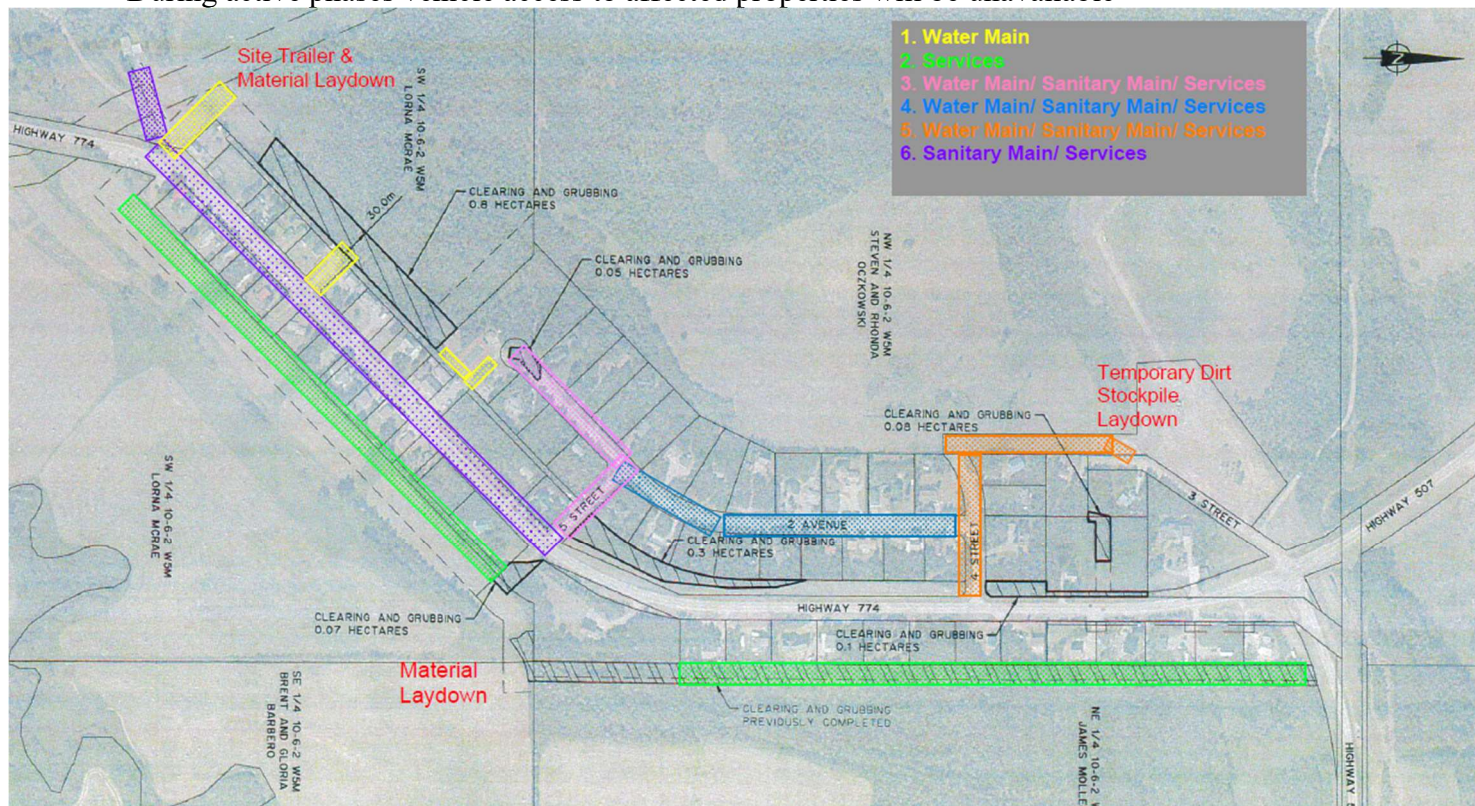 During active phases vehicle access to affected properties will be unavailable
1. Water Main
2. Services
3. Water Main/ Sanitary Main/ Services
4. Water Main/ Sanitary Main/ Services
5. Water Main/ Sanitary Main/ Services
6. Sanitary Main/ Services
N
Site Trailer &
Material Laydown
HIGHWAY 774
SW 1/4 10-6-2 W5M
LORNA MCRAE
CLEARING AND GRUBBING
0.8 HECTARES
30.0m
CLEARING AND GRUBBING
0.05 HECTARES
NW 1/4 10-6-2 W5M
STEVEN AND RHONDA
OCZKOWSKI
Temporary Dirt
Stockpile
Laydown
CLEARING AND GRUBBING
0.08 HECTARES
3 STREET
HIGHWAY 507
SW 1/4 10-6-2 W5M
LORNA MCRAE
5 STREET
2 AVENUE
4 STREET
CLEARING AND GRUBBING
0.3 HECTARES
HIGHWAY 774
CLEARING AND GRUBBING
0.07 HECTARES
CLEARING AND GRUBBING
0.1 HECTARES
Material
Laydown
SE 1/4 10-6-2 W5M
BRENT AND GLORIA
BARBERO
CLEARING AND GRUBBING
PREVIOUSLY COMPLETED
NE 1/4 10-6-2
JAMES
HIGHWAY